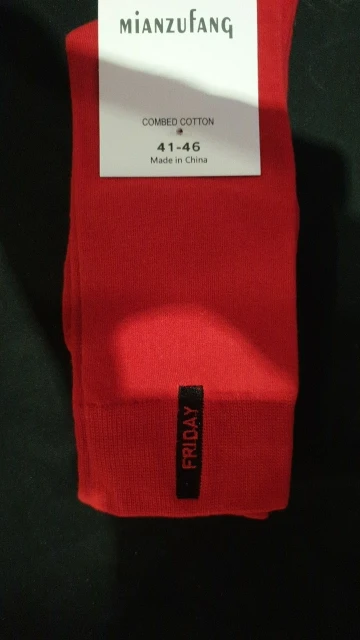 MIANZUFANG
COMBED COTTON
41-46
Made in China
FRIDAY